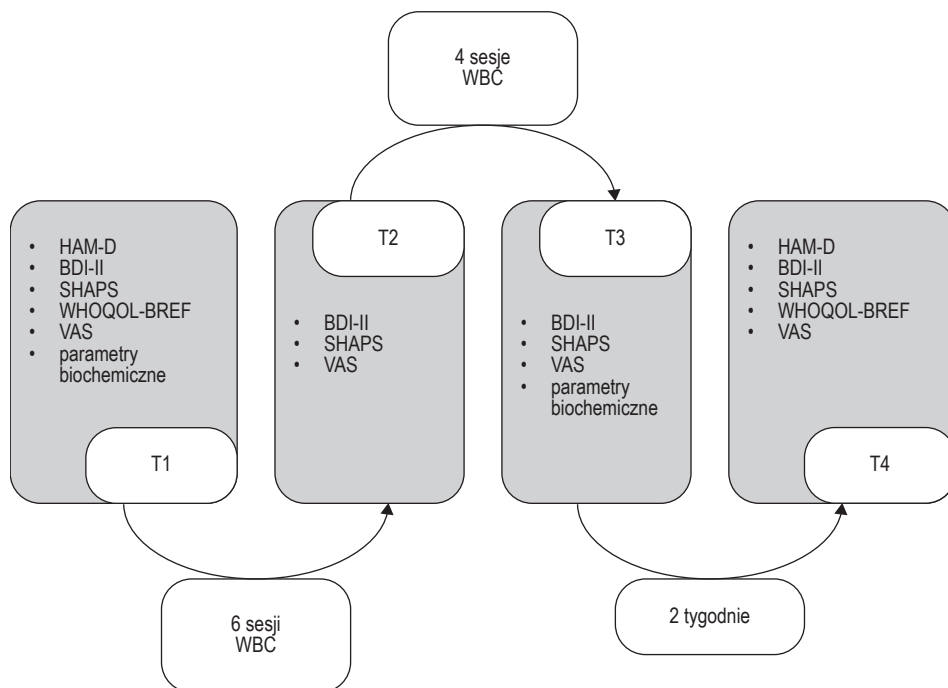 4 sesje
WBC
• HAM-D
• BDI-II
• SHAPS
• WHOQOL-BREF
• VAS
• parametry
biochemiczne
T1
T2
• BDI-II
• SHAPS
• VAS
T3
• BDI-II
• SHAPS
• VAS
• parametry
biochemiczne
• HAM-D
• BDI-II
• SHAPS
• WHOQOL-BREF
• VAS
T4
6 sesji
WBC
2 tygodnie